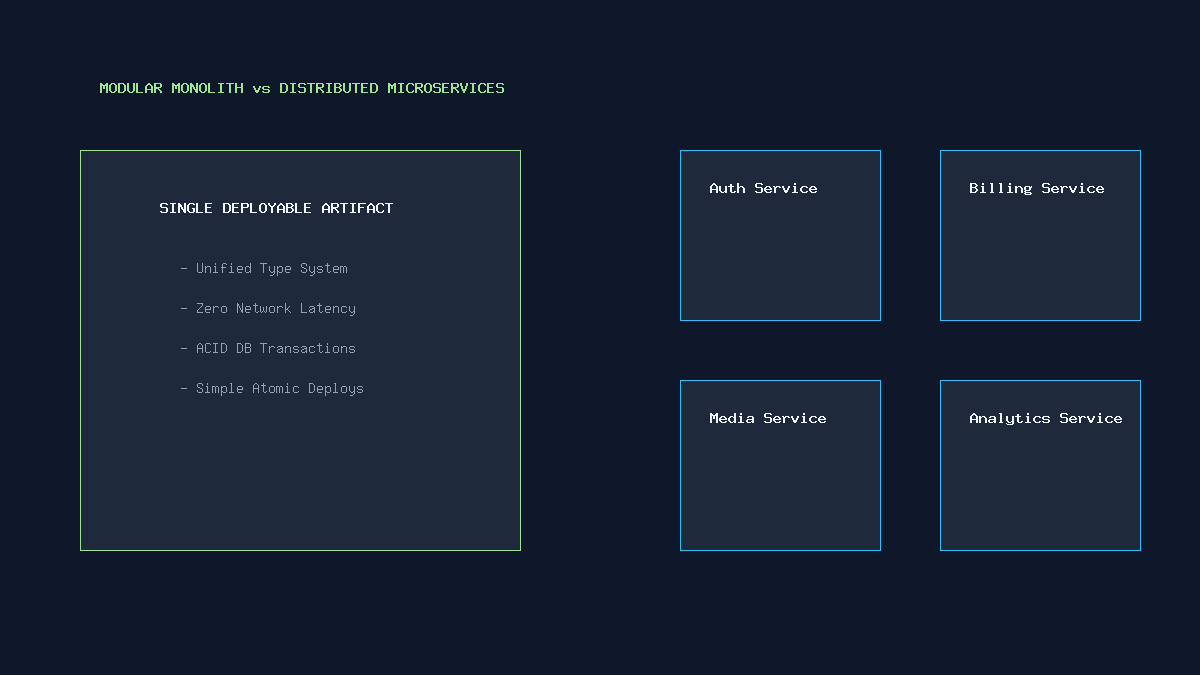 MODULAR MONOLITH vs DISTRIBUTED MICROSERVICES
SINGLE DEPLOYABLE ARTIFACT
- Unified Type System
- Zero Network Latency
- ACID DB Transactions
- Simple Atomic Deploys
Auth Service
Billing Service
Media Service
Analytics Service